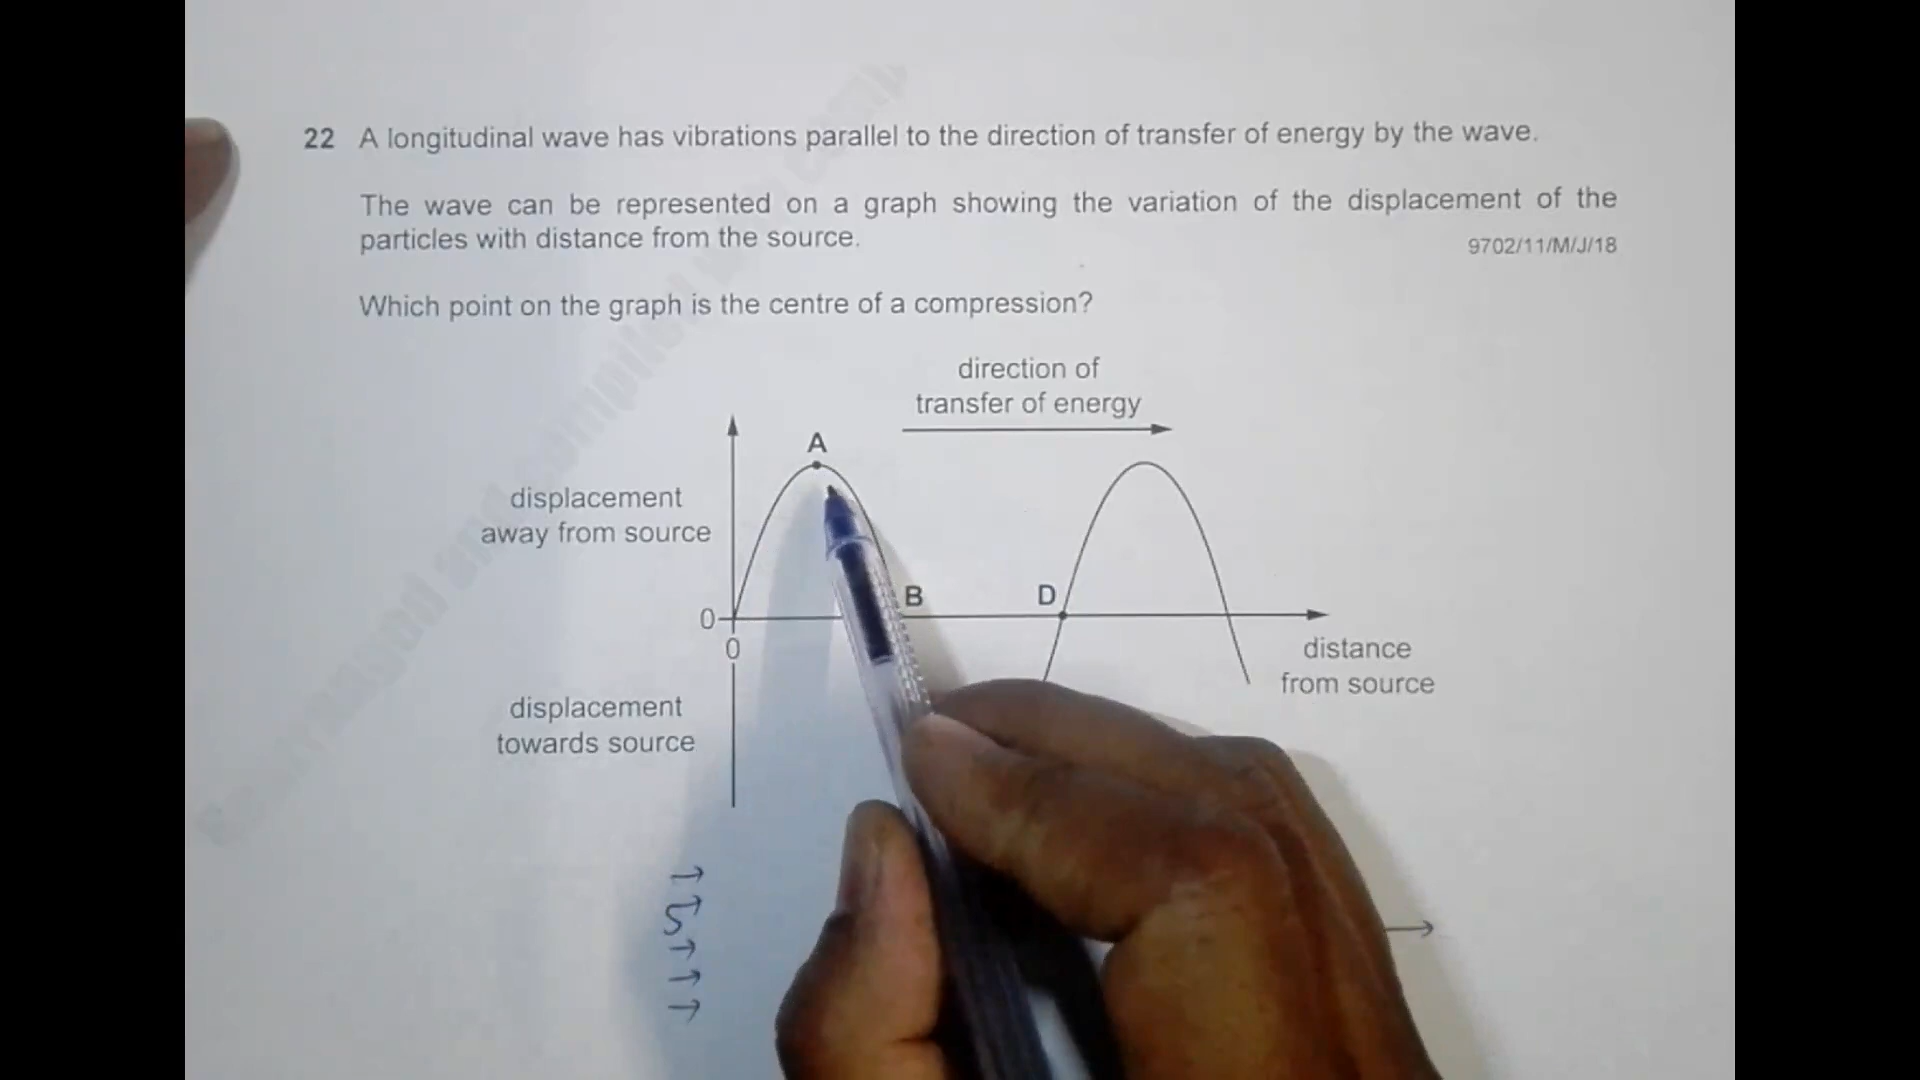 22 A longitudinal wave has vibrations parallel to the direction of transfer of energy by the wave.
The wave can be represented on a graph showing the variation of the displacement of the
particles with distance from the source.
9702/11/M/J/18
Which point on the graph is the centre of a compression?
direction of
transfer of energy
A
displacement
away from source
B
D
0
0
distance
from source
displacement
towards source